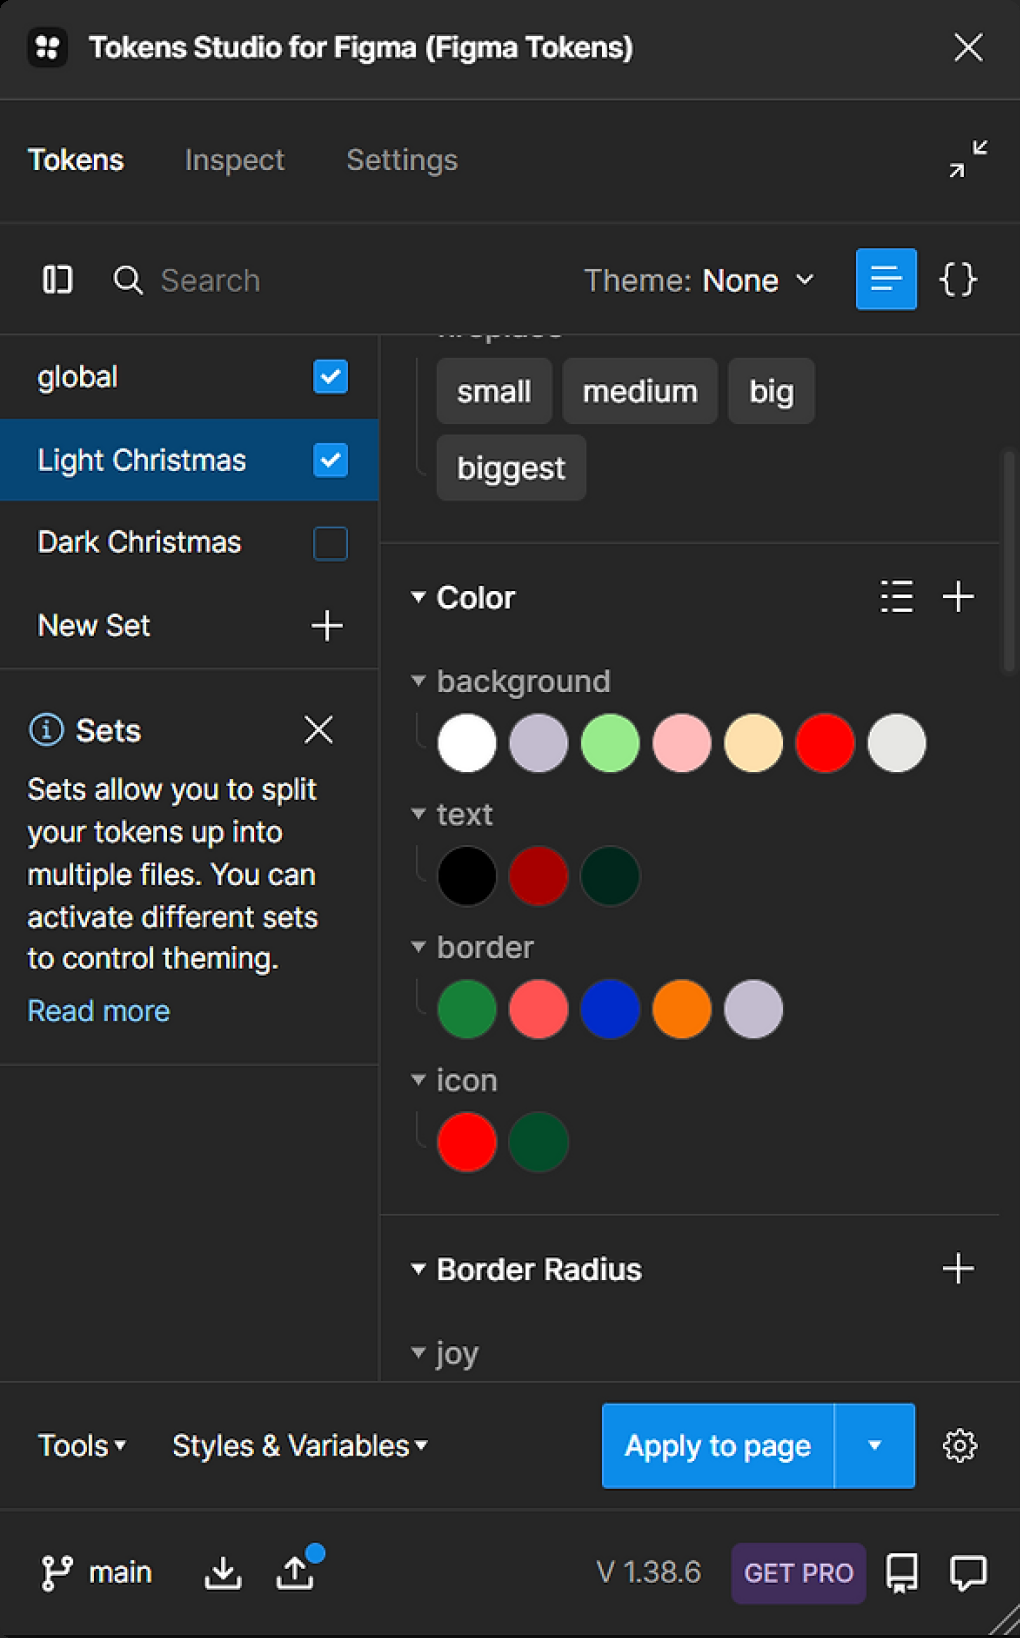 Tokens Studio for Figma (Figma Tokens)
Tokens Inspect Settings
Search Theme: None
global
Light Christmas
Dark Christmas
New Set
Sets
Sets allow you to split
your tokens up into
multiple files. You can
activate different sets
to control theming.
Read more
small medium big
biggest
Color
background
text
border
icon
Border Radius
joy
Tools Styles & Variables Apply to page
main V 1.38.6 GET PRO